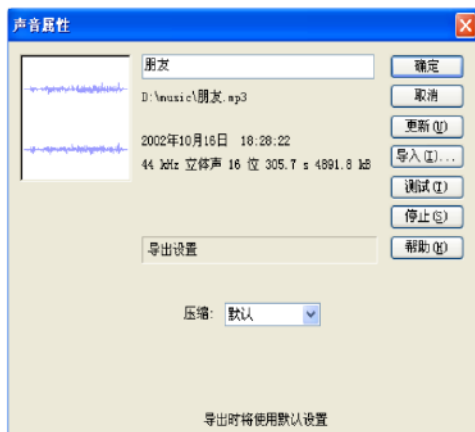 声音属性
朋友
D:\music\朋友.mp3
2002年10月16日 18:28:22
44 kHz 立体声 16 位 305.7 s 4891.8 kB
确定
取消
更新(U)
导入(I)...
测试(T)
停止(S)
帮助(H)
导出设置
压缩: 默认
导出时将使用默认设置